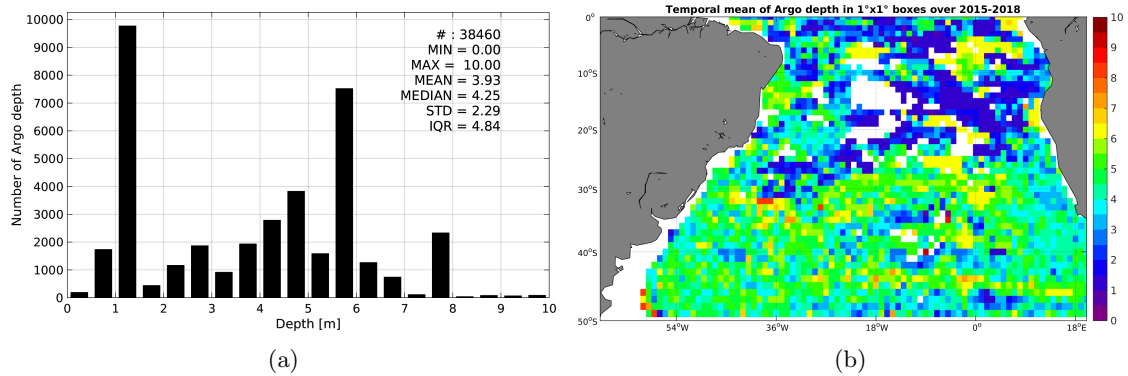 10000
9000
8000
7000
6000
5000
4000
3000
2000
1000
0
Number of Argo depth
# : 38460
MIN = 0.00
MAX = 10.00
MEAN = 3.93
MEDIAN = 4.25
STD = 2.29
IQR = 4.84
0 1 2 3 4 5 6 7 8 9 10
Depth [m]
(a)
Temporal mean of Argo depth in 1°x1° boxes over 2015-2018
0°
10°S
20°S
30°S
40°S
50°S
54°W 36°W 18°W 0° 18°E
10
9
8
7
6
5
4
3
2
1
0
(b)